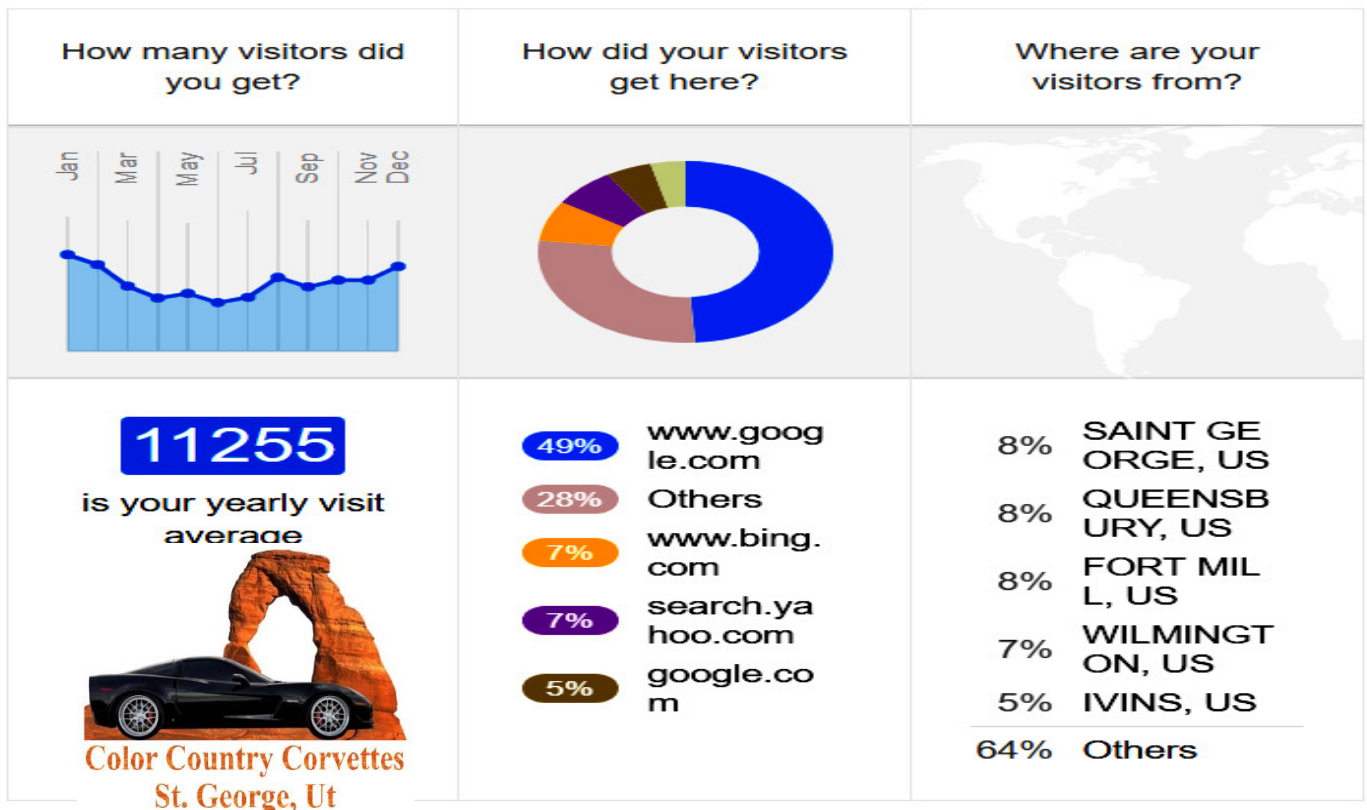 How many visitors did
you get?
Jan
Mar
May
Jul
Sep
Nov
Dec
11255
is your yearly visit
average
Color Country Corvettes
St. George, Ut
How did your visitors
get here?
49% www.goog
le.com
28% Others
7% www.bing.
com
7% search.ya
hoo.com
5% google.co
m
Where are your
visitors from?
8% SAINT GE
ORGE, US
8% QUEENSB
URY, US
8% FORT MIL
L, US
7% WILMINGT
ON, US
5% IVINS, US
64% Others